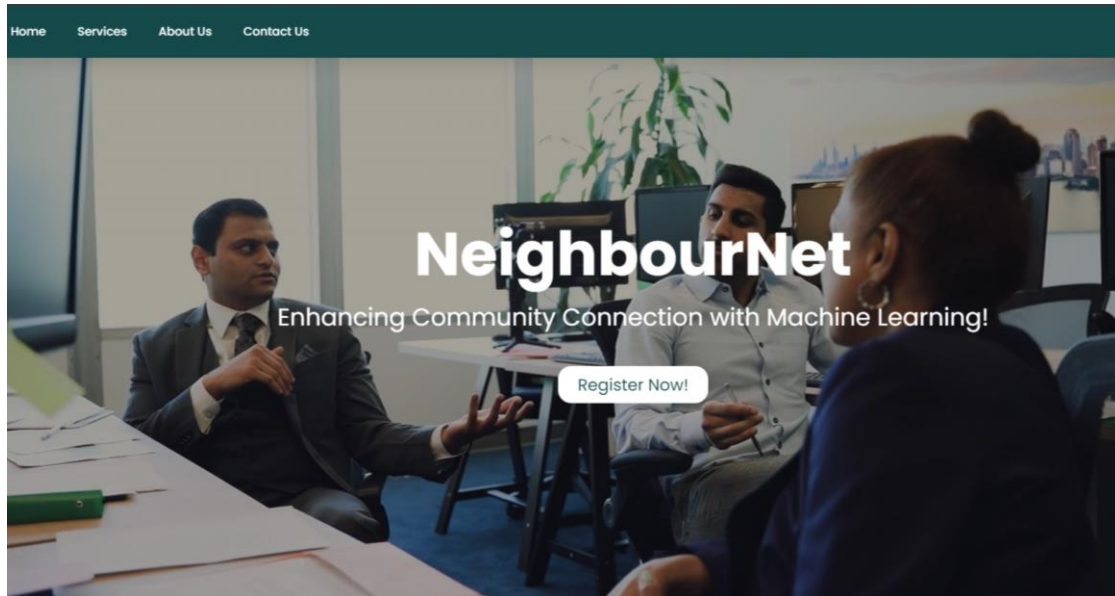 Home
Services
About Us
Contact Us
NeighbourNet
Enhancing Community Connection with Machine Learning!
Register Now!